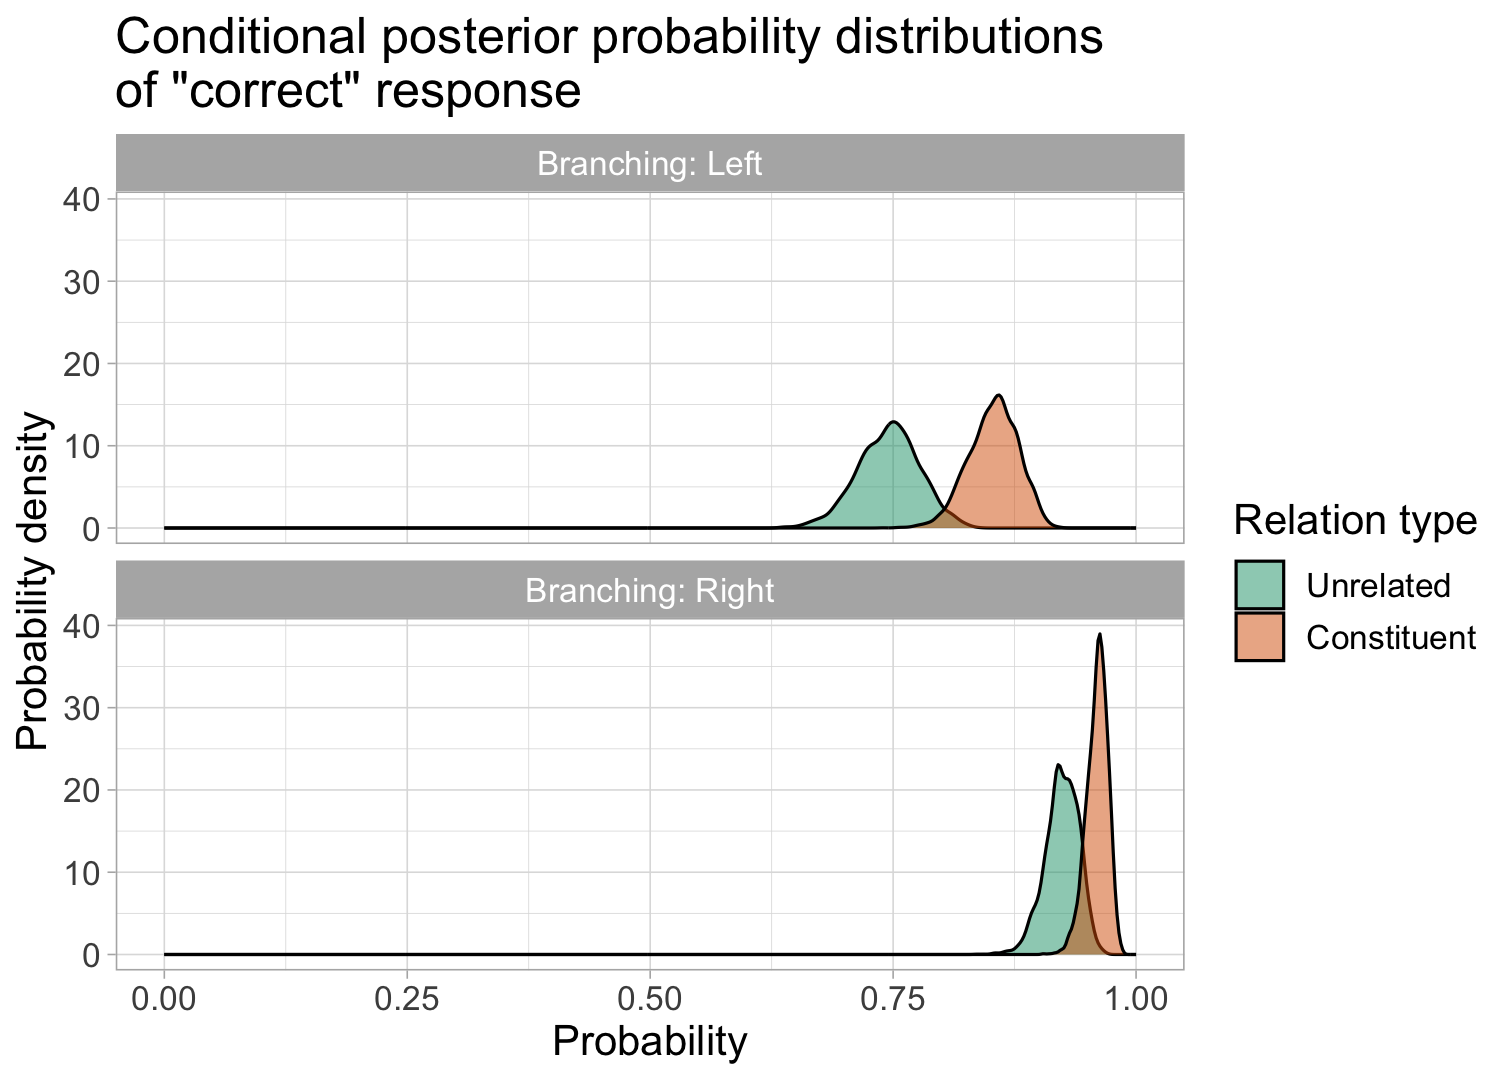 Conditional posterior probability distributions
of "correct" response
Branching: Left
40
30
20
10
0
Branching: Right
40
30
20
10
0
0.00 0.25 0.50 0.75 1.00
Probability
Probability density
Relation type
Unrelated
Constituent